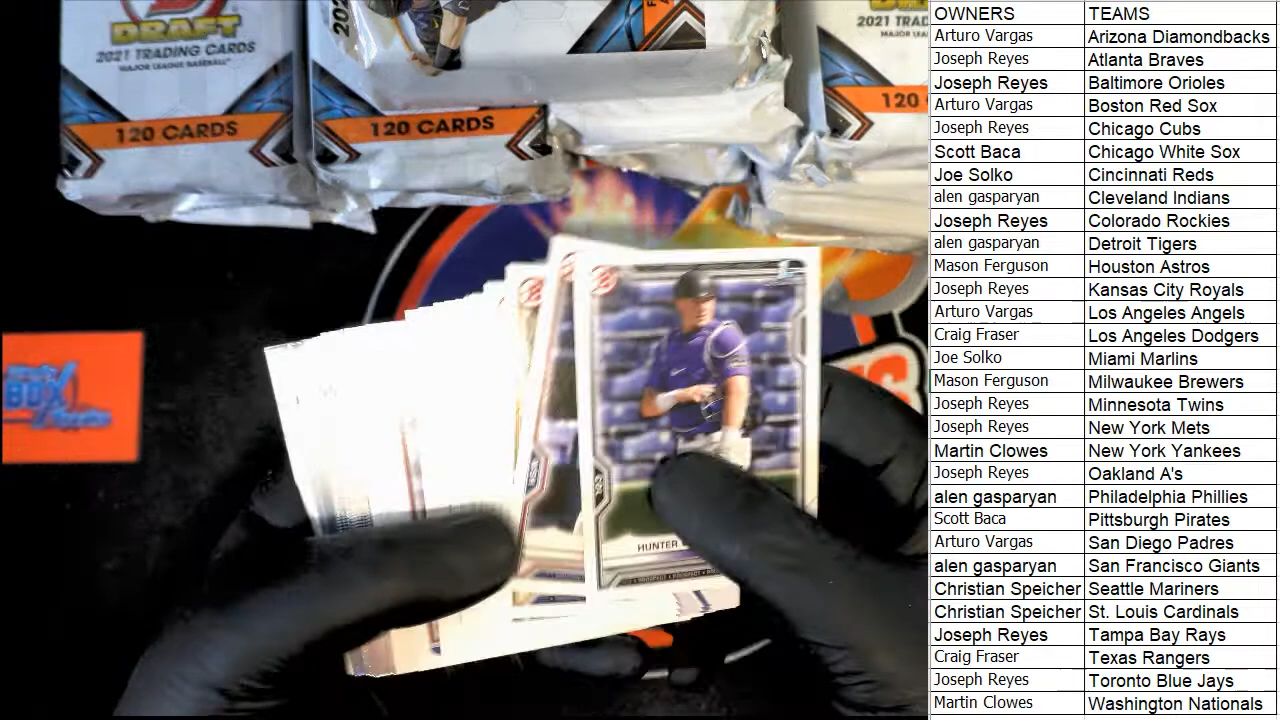 DRAFT
2021 TRADING CARDS
MAJOR LEAGUE BASEBALL
120 CARDS
120 CARDS
2021 TRAD
MAJOR LEA
120
BOX
HUNTER
OWNERS TEAMS
Arturo Vargas Arizona Diamondbacks
Joseph Reyes Atlanta Braves
Joseph Reyes Baltimore Orioles
Arturo Vargas Boston Red Sox
Joseph Reyes Chicago Cubs
Scott Baca Chicago White Sox
Joe Solko Cincinnati Reds
alen gasparyan Cleveland Indians
Joseph Reyes Colorado Rockies
alen gasparyan Detroit Tigers
Mason Ferguson Houston Astros
Joseph Reyes Kansas City Royals
Arturo Vargas Los Angeles Angels
Craig Fraser Los Angeles Dodgers
Joe Solko Miami Marlins
Mason Ferguson Milwaukee Brewers
Joseph Reyes Minnesota Twins
Joseph Reyes New York Mets
Martin Clowes New York Yankees
Joseph Reyes Oakland A's
alen gasparyan Philadelphia Phillies
Scott Baca Pittsburgh Pirates
Arturo Vargas San Diego Padres
alen gasparyan San Francisco Giants
Christian Speicher Seattle Mariners
Christian Speicher St. Louis Cardinals
Joseph Reyes Tampa Bay Rays
Craig Fraser Texas Rangers
Joseph Reyes Toronto Blue Jays
Martin Clowes Washington Nationals